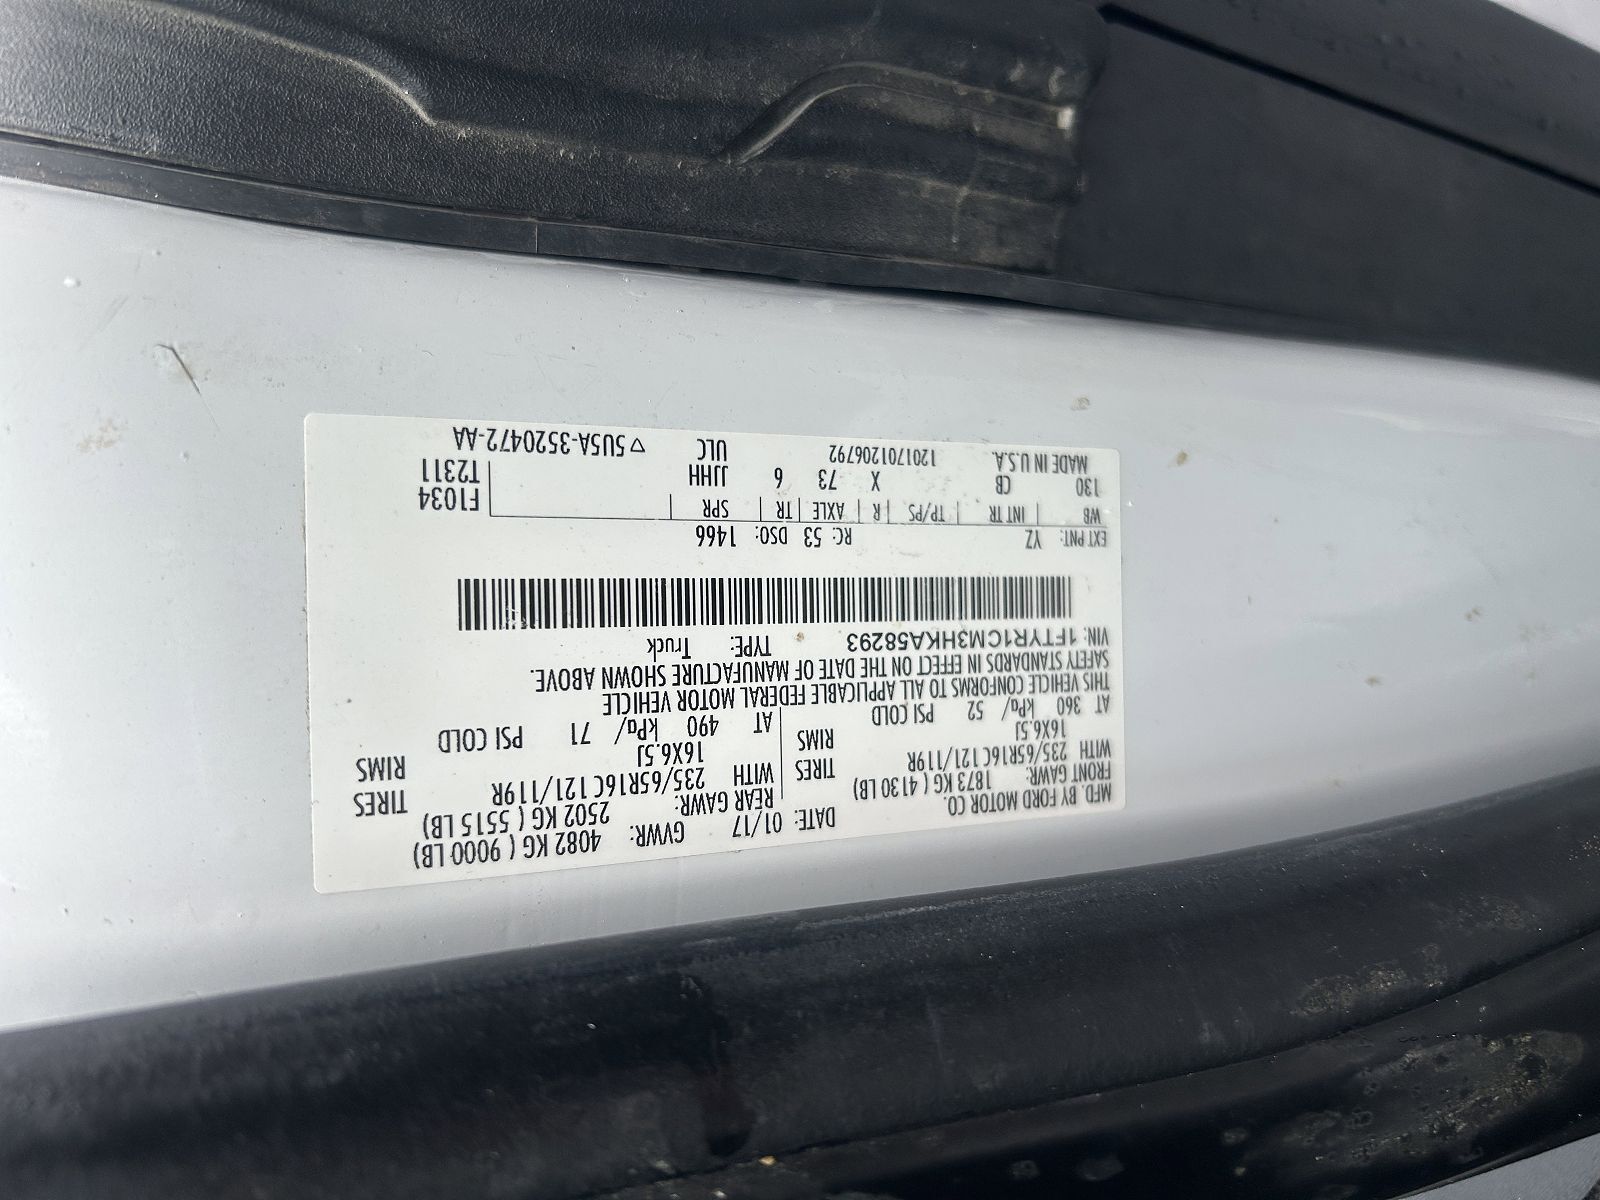 MFD. BY FORD MOTOR CO.
DATE: 01/17 GVWR: 4082 KG ( 9000 LB)
FRONT GAWR: 1873 KG ( 4130 LB) REAR GAWR: 2502 KG ( 5515 LB)
WITH 235/65R16C 121/119R TIRES WITH 235/65R16C 121/119R TIRES
16X6.5J RIMS 16X6.5J RIMS
AT 360 kPa/ 52 PSI COLD AT 490 kPa/ 71 PSI COLD
THIS VEHICLE CONFORMS TO ALL APPLICABLE FEDERAL MOTOR VEHICLE
SAFETY STANDARDS IN EFFECT ON THE DATE OF MANUFACTURE SHOWN ABOVE.
VIN: 1FTYR1CM3HKA58293 TYPE: Truck
EXT PNT: YZ RC: 53 DSO: 1466
WB INT TR TP/PS R AXLE TR SPR F1034
130 CB X 73 6 JJHH T2311
MADE IN U.S.A. 1201701206792 ULC ▽ 5U5A-3520472-AA